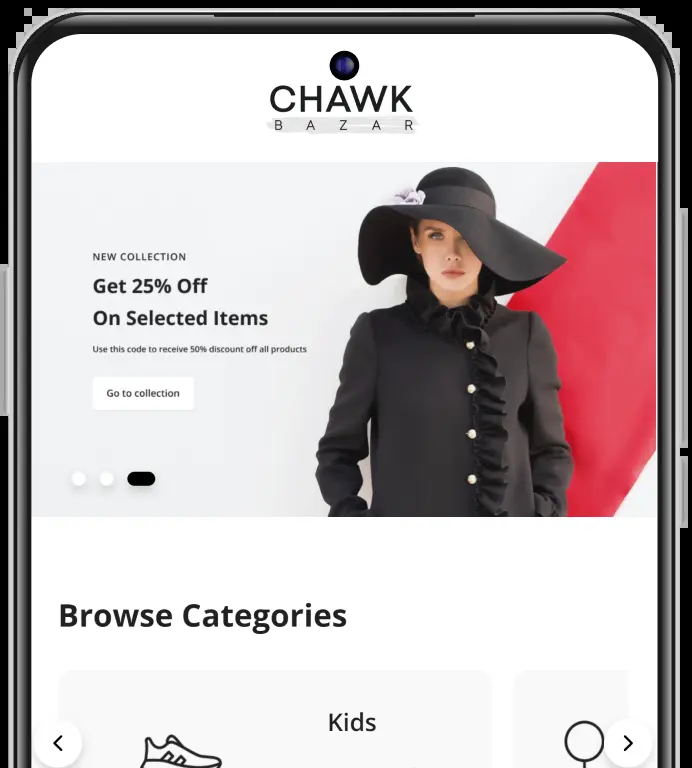 CHAWK
BAZAR
NEW COLLECTION
Get 25% Off
On Selected Items
Use this code to receive 50% discount off all products
Go to collection
Browse Categories
Kids